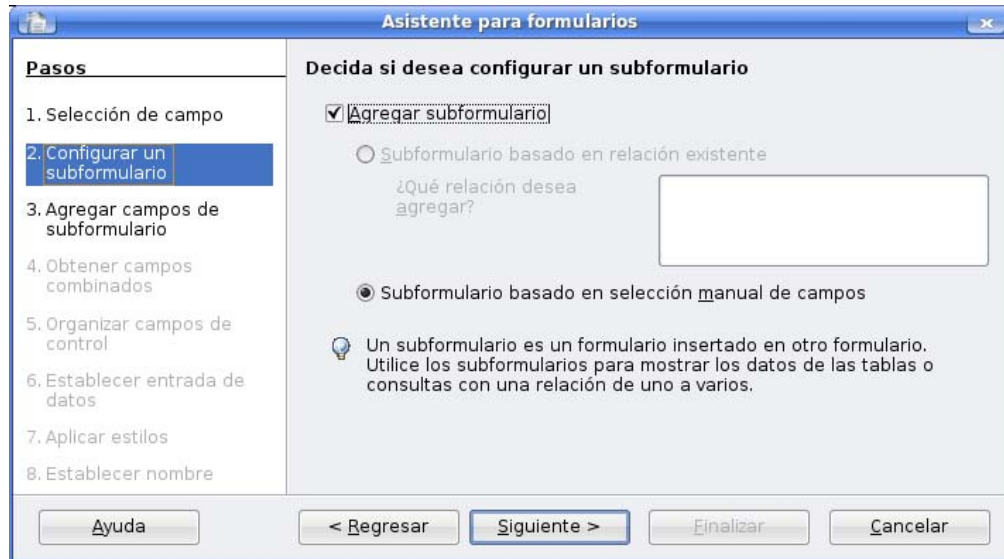 Asistente para formularios
Pasos
1. Selección de campo
2. Configurar un
subformulario
3. Agregar campos de
subformulario
4. Obtener campos
combinados
5. Organizar campos de
control
6. Establecer entrada de
datos
7. Aplicar estilos
8. Establecer nombre
Decida si desea configurar un subformulario
Agregar subformulario
Subformulario basado en relación existente
¿Qué relación desea
agregar?
Subformulario basado en selección manual de campos
Un subformulario es un formulario insertado en otro formulario.
Utilice los subformularios para mostrar los datos de las tablas o
consultas con una relación de uno a varios.
Ayuda
< Regresar
Siguiente >
Finalizar
Cancelar